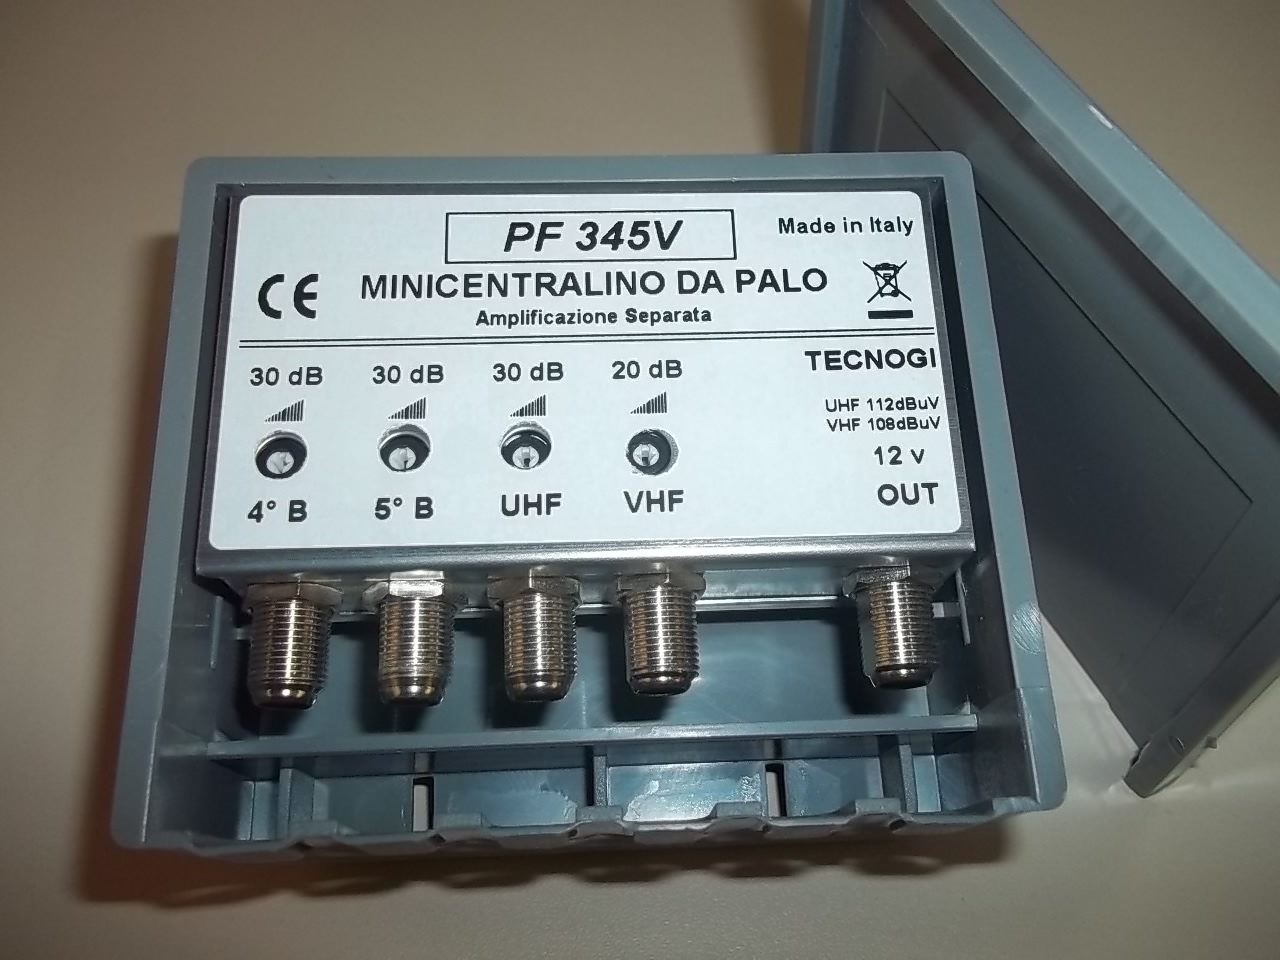 PF 345V
Made in Italy
CE
MINICENTRALINO DA PALO
Amplificazione Separata
30 dB 30 dB 30 dB 20 dB
TECNOGI
UHF 112dBuV
VHF 108dBuV
12 v
4° B 5° B UHF VHF
OUT